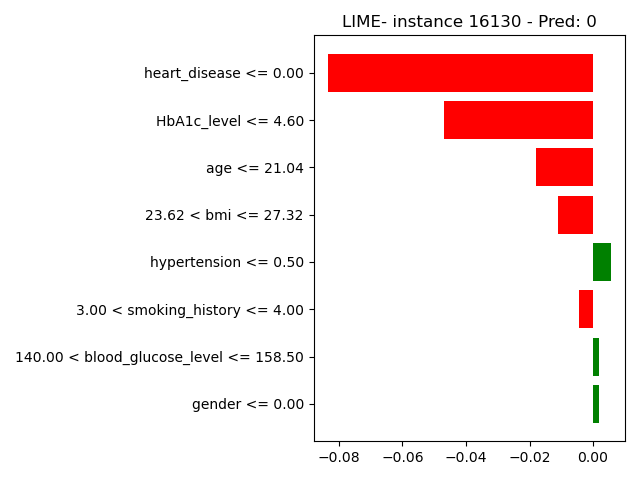 LIME- instance 16130 - Pred: 0
heart_disease <= 0.00
HbA1c_level <= 4.60
age <= 21.04
23.62 < bmi <= 27.32
hypertension <= 0.50
3.00 < smoking_history <= 4.00
140.00 < blood_glucose_level <= 158.50
gender <= 0.00
−0.08 −0.06 −0.04 −0.02 0.00